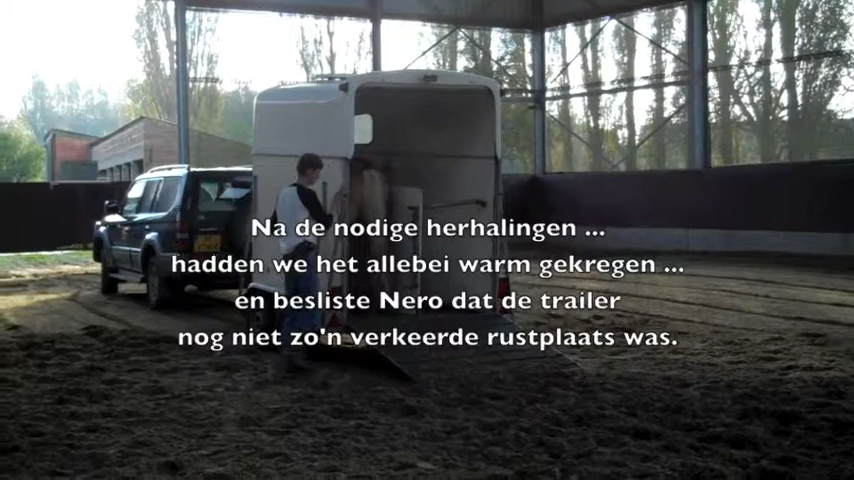 Na de nodige herhalingen ...
hadden we het allebei warm gekregen ...
en besliste Nero dat de trailer
nog niet zo'n verkeerde rustplaats was.